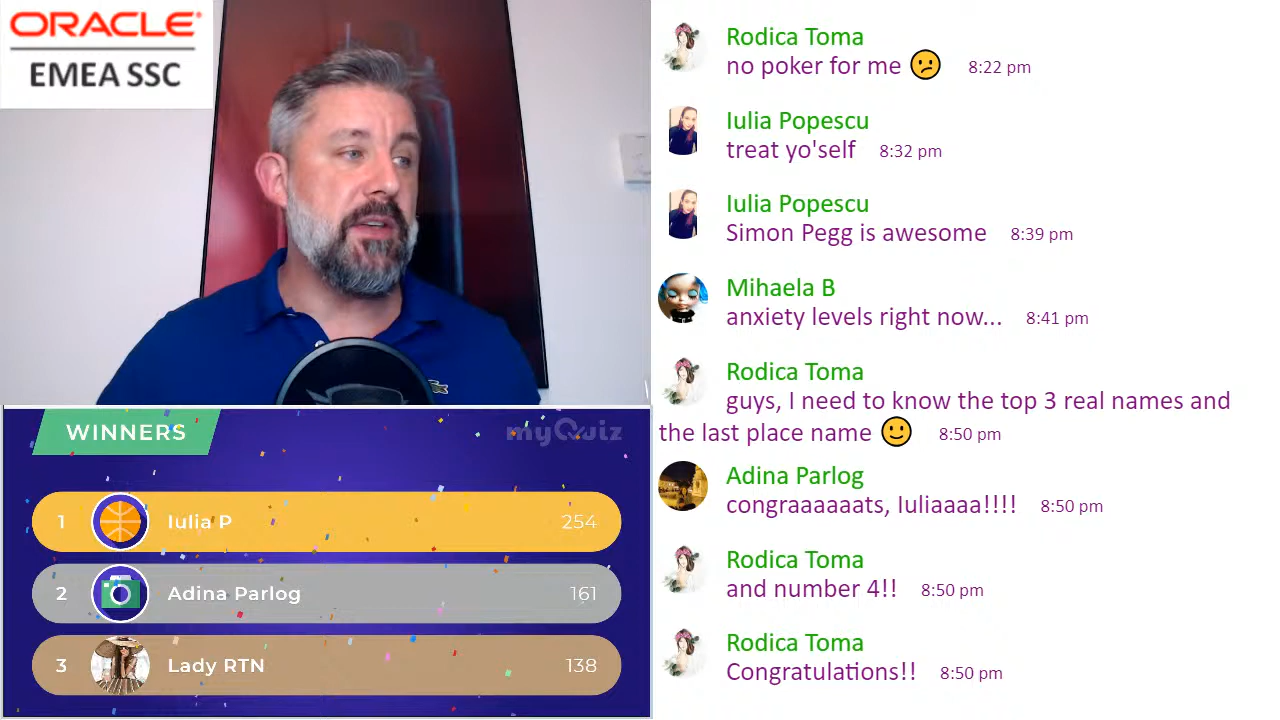 ORACLE
EMEA SSC
WINNERS
myQuiz
1 Iulia P 254
2 Adina Parlog 161
3 Lady RTN 138
Rodica Toma
no poker for me 8:22 pm
Iulia Popescu
treat yo'self 8:32 pm
Iulia Popescu
Simon Pegg is awesome 8:39 pm
Mihaela B
anxiety levels right now... 8:41 pm
Rodica Toma
guys, I need to know the top 3 real names and
the last place name 8:50 pm
Adina Parlog
congraaaaaats, Iuliaaaa!!!! 8:50 pm
Rodica Toma
and number 4!! 8:50 pm
Rodica Toma
Congratulations!! 8:50 pm